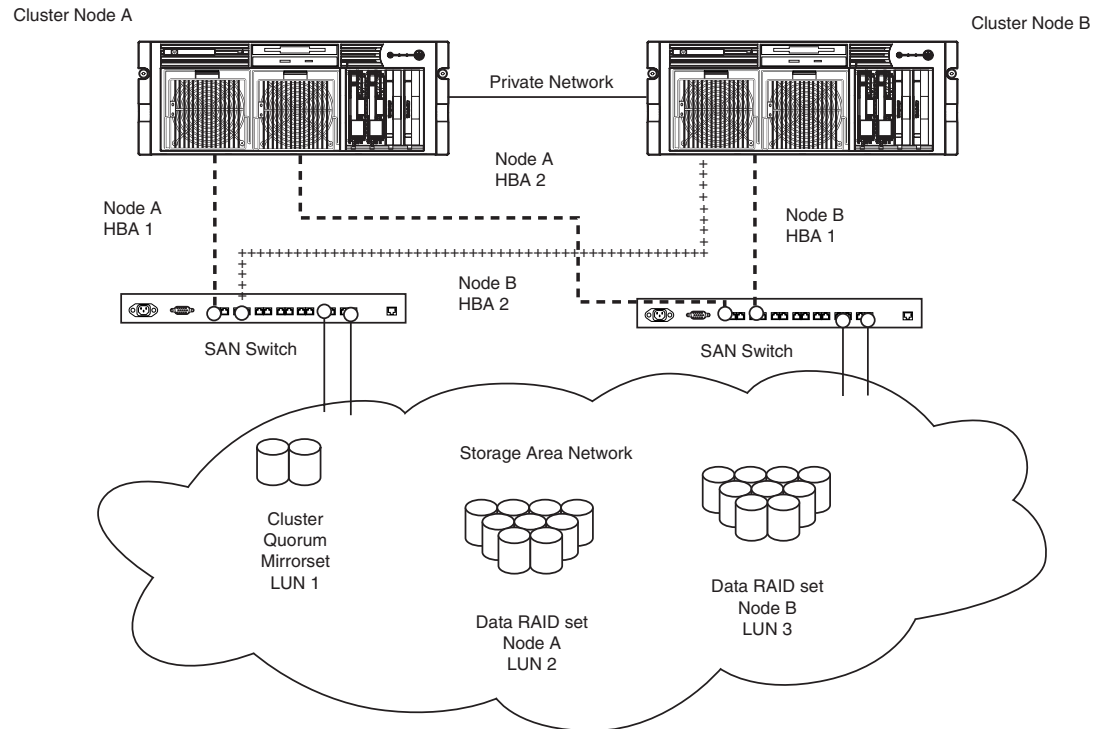 Cluster Node A
Cluster Node B
Private Network
Node A
HBA 2
Node A
HBA 1
Node B
HBA 1
Node B
HBA 2
SAN Switch
SAN Switch
Storage Area Network
Cluster
Quorum
Mirrorset
LUN 1
Data RAID set
Node A
LUN 2
Data RAID set
Node B
LUN 3